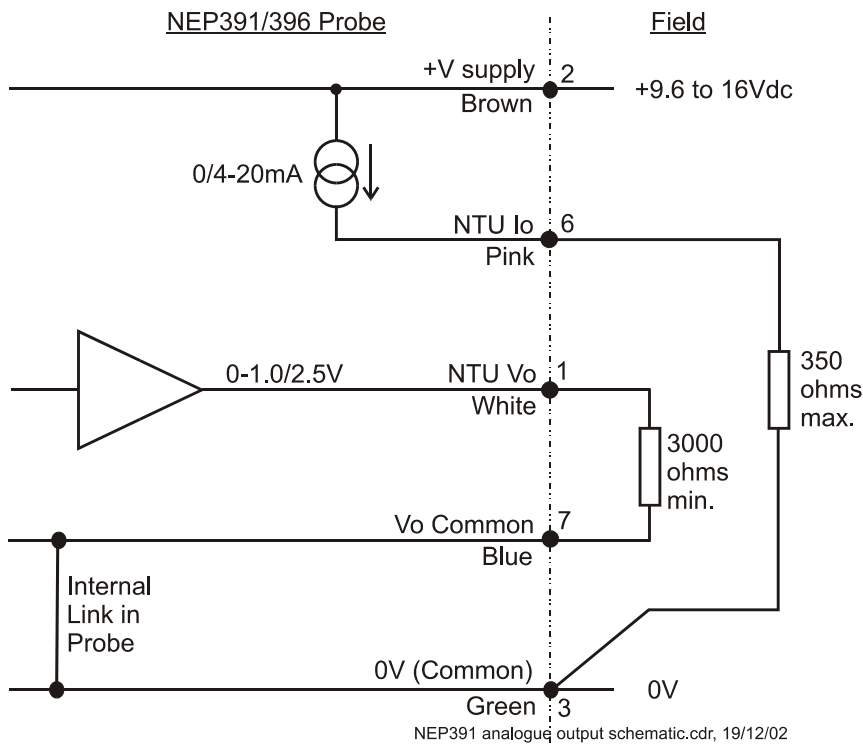 NEP391/396 Probe
Field
+V supply
2
Brown
+9.6 to 16Vdc
0/4-20mA
NTU Io
6
Pink
0-1.0/2.5V
NTU Vo
1
White
350
ohms
max.
3000
ohms
min.
Vo Common
7
Blue
Internal
Link in
Probe
0V (Common)
0V
Green
3
NEP391 analogue output schematic.cdr, 19/12/02